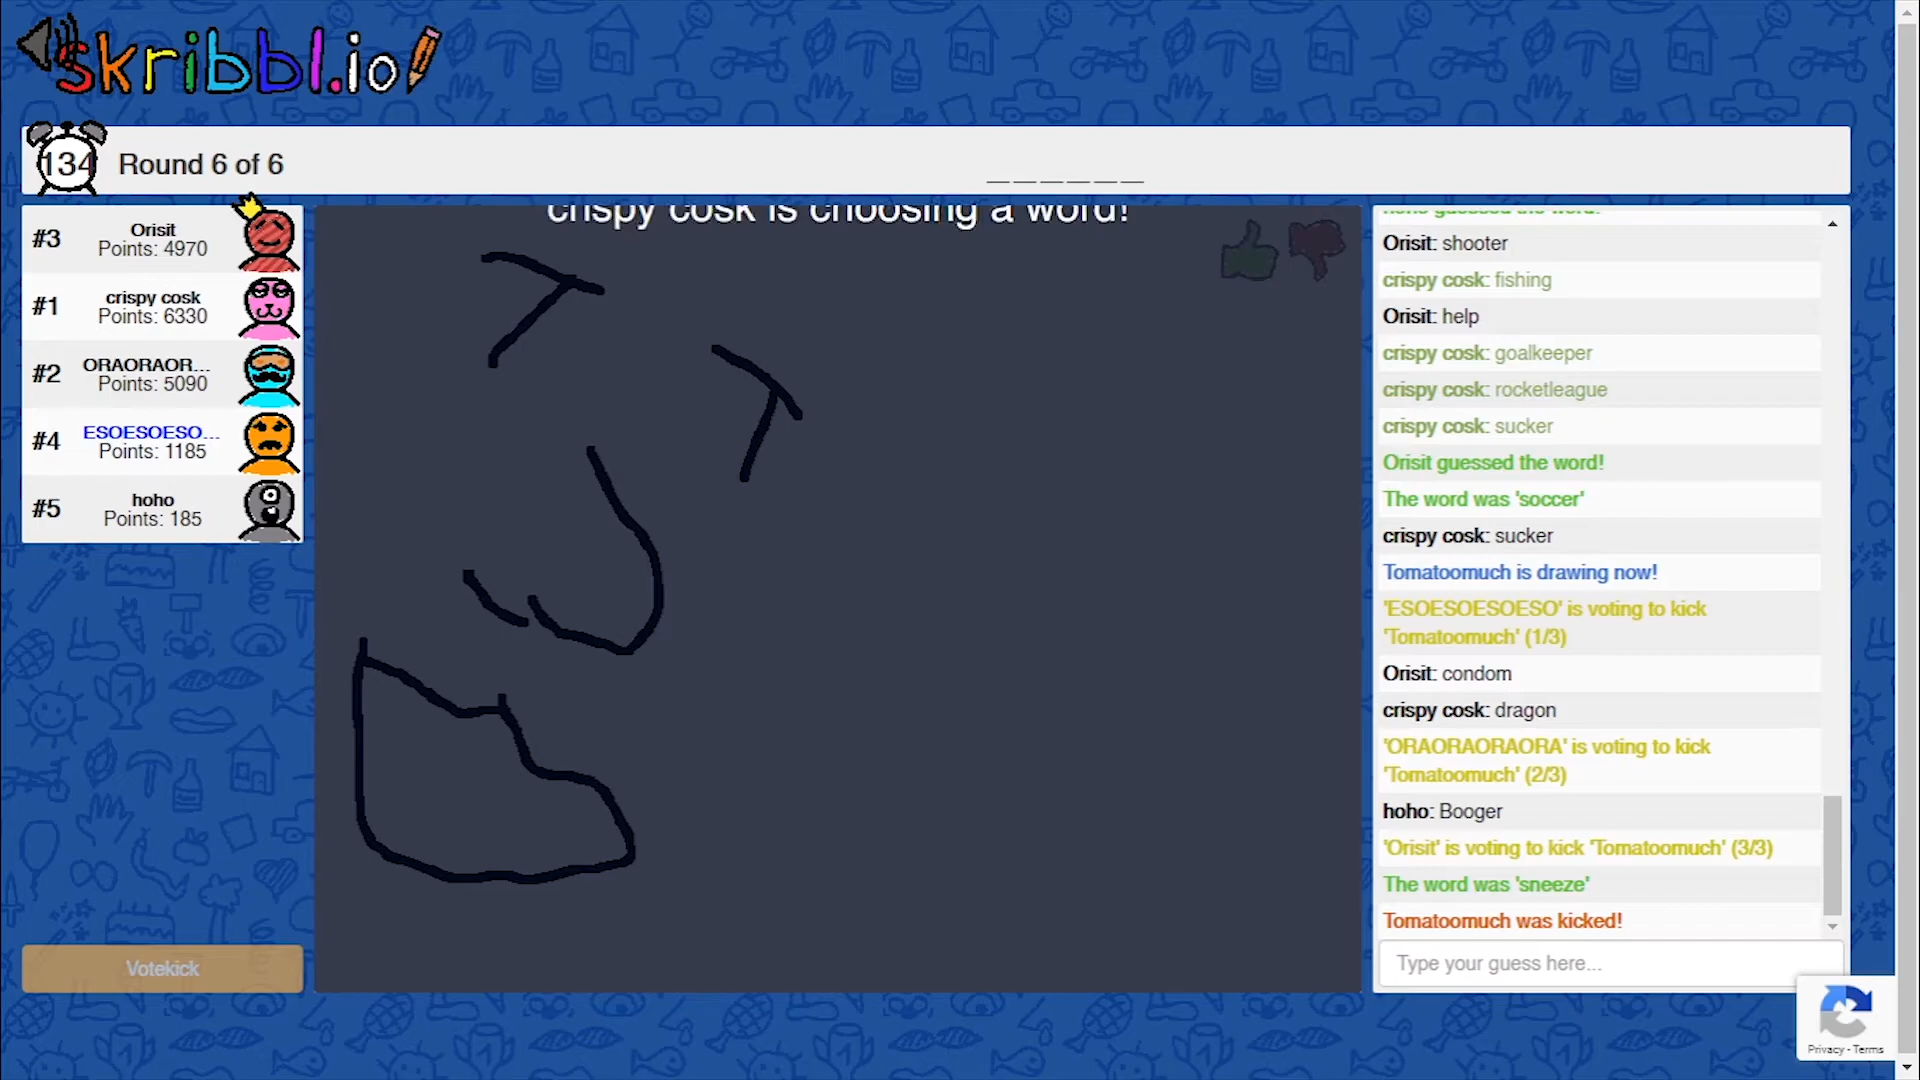 skribbl.io
134
Round 6 of 6
______
#3
Orisit
Points: 4970
#1
crispy cosk
Points: 6330
#2
ORAORAOR...
Points: 5090
#4
ESOESOESO...
Points: 1185
#5
hoho
Points: 185
Votekick
crispy cosk is choosing a word!
hoho guessed the word!
Orisit: shooter
crispy cosk: fishing
Orisit: help
crispy cosk: goalkeeper
crispy cosk: rocketleague
crispy cosk: sucker
Orisit guessed the word!
The word was 'soccer'
crispy cosk: sucker
Tomatoomuch is drawing now!
'ESOESOESOESO' is voting to kick
'Tomatoomuch' (1/3)
Orisit: condom
crispy cosk: dragon
'ORAORAORAORA' is voting to kick
'Tomatoomuch' (2/3)
hoho: Booger
'Orisit' is voting to kick 'Tomatoomuch' (3/3)
The word was 'sneeze'
Tomatoomuch was kicked!
Type your guess here...
Privacy - Terms